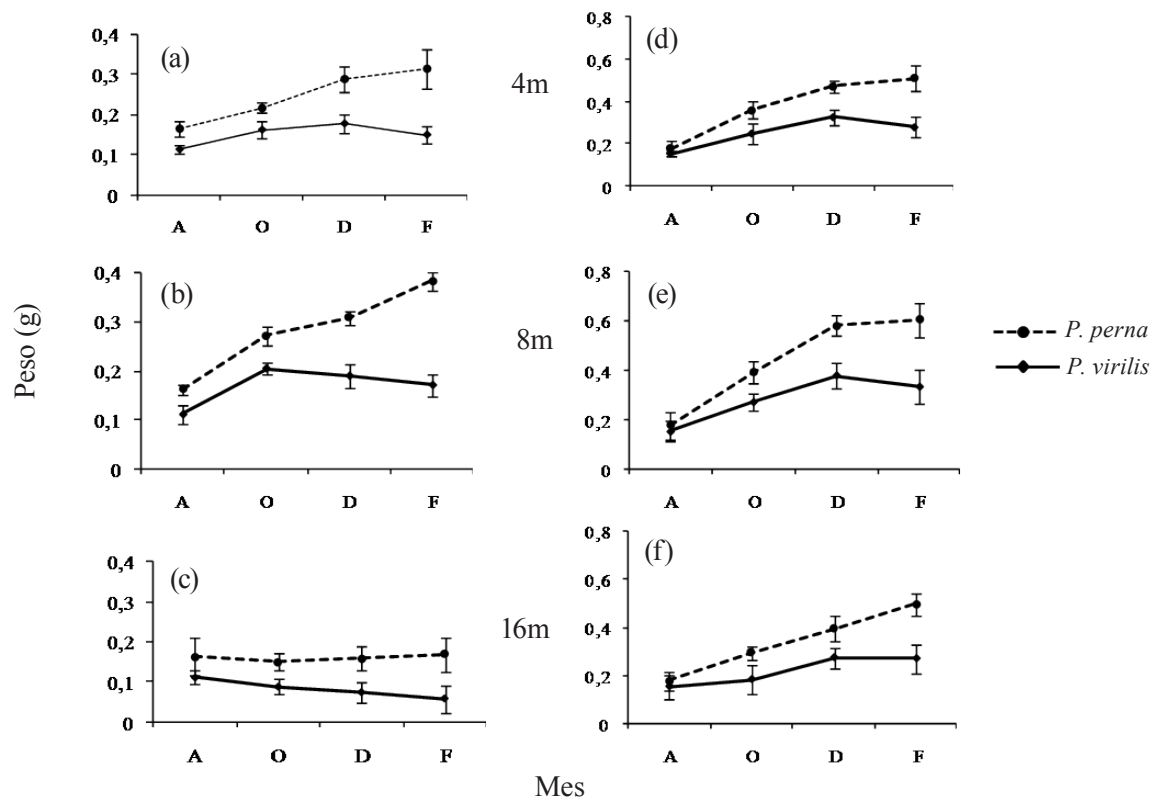 0,4
0,3
0,2
0,1
0
(a)
A O D F
4m
0,8
0,6
0,4
0,2
0
(d)
A O D F
Peso (g)
0,4
0,3
0,2
0,1
0
(b)
A O D F
8m
0,8
0,6
0,4
0,2
0
(e)
A O D F
P. perna
P. virilis
0,4
0,3
0,2
0,1
0
(c)
A O D F
16m
0,8
0,6
0,4
0,2
0
(f)
A O D F
Mes